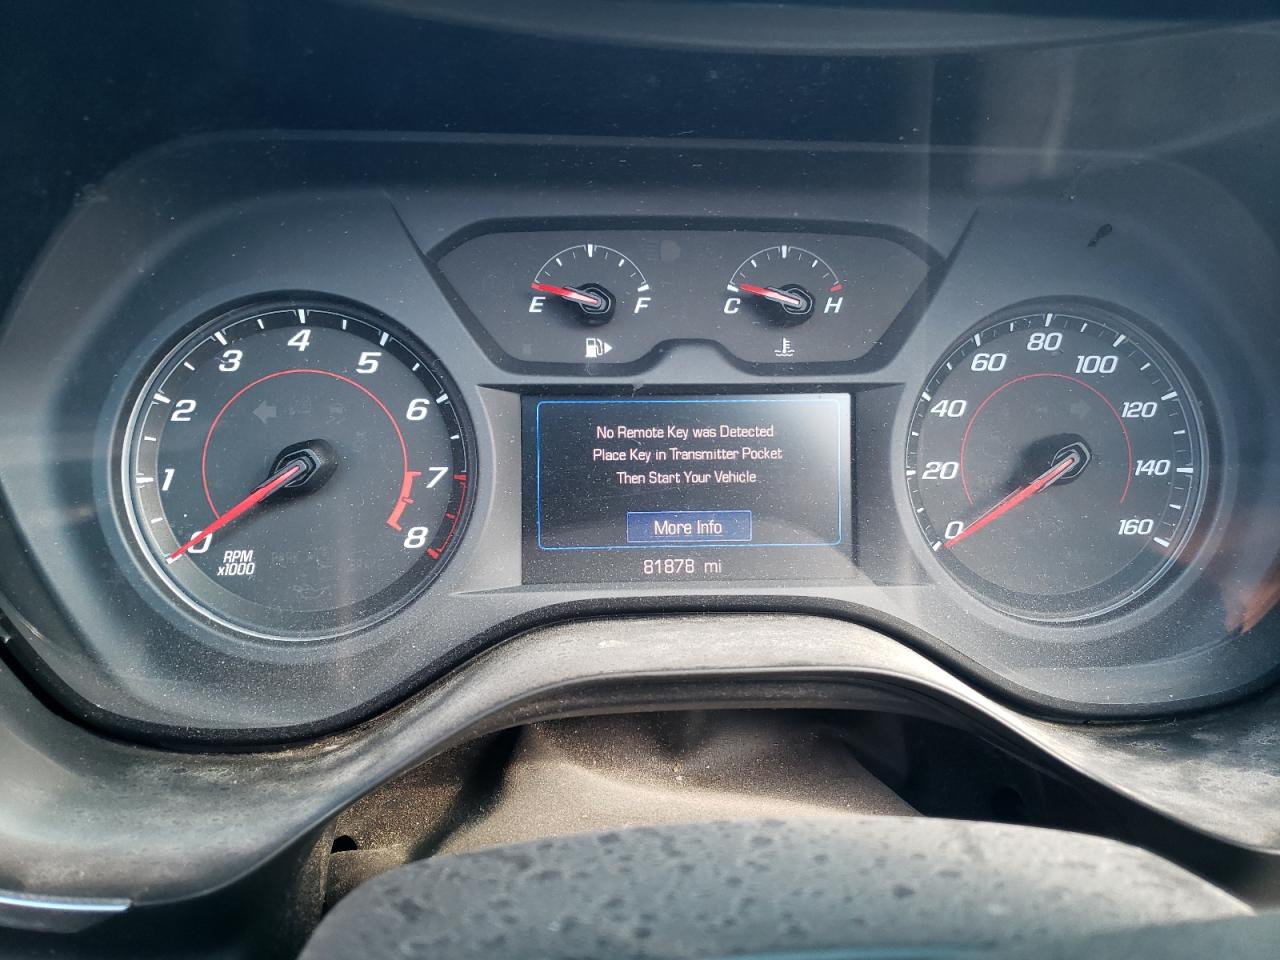 E F
C H
0 1 2 3 4 5 6 7 8
RPM
x1000
No Remote Key was Detected
Place Key in Transmitter Pocket
Then Start Your Vehicle
More Info
81878 mi
0 20 40 60 80 100 120 140 160